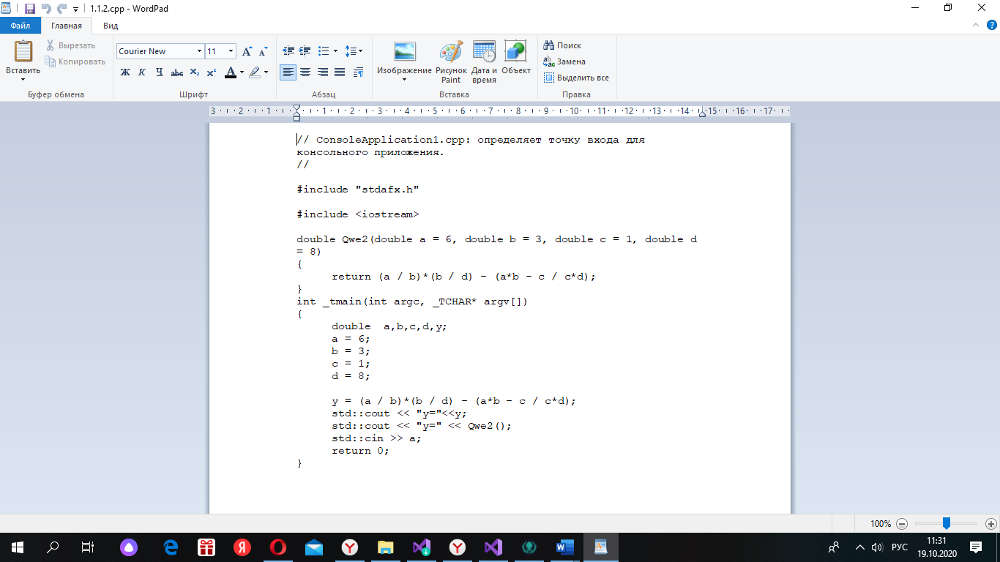 1.1.2.cpp - WordPad
Файл Главная Вид
Вставить
Вырезать
Копировать
Буфер обмена
Courier New 11
Ж К Ч abc X₂ X² A
Шрифт
Абзац
Изображение
Рисунок Paint
Дата и время
Объект
Вставка
Поиск
Замена
Выделить все
Правка
3 2 1 1 2 3 4 5 6 7 8 9 10 11 12 13 14 15 16 17
// ConsoleApplication1.cpp: определяет точку входа для
консольного приложения.
//
#include "stdafx.h"
#include <iostream>
double Qwe2(double a = 6, double b = 3, double c = 1, double d
= 8)
{
return (a / b)*(b / d) - (a*b - c / c*d);
}
int _tmain(int argc, _TCHAR* argv[])
{
double  a,b,c,d,y;
a = 6;
b = 3;
c = 1;
d = 8;
y = (a / b)*(b / d) - (a*b - c / c*d);
std::cout << "y="<<y;
std::cout << "y=" << Qwe2();
std::cin >> a;
return 0;
}
100%
РУС
11:31
19.10.2020